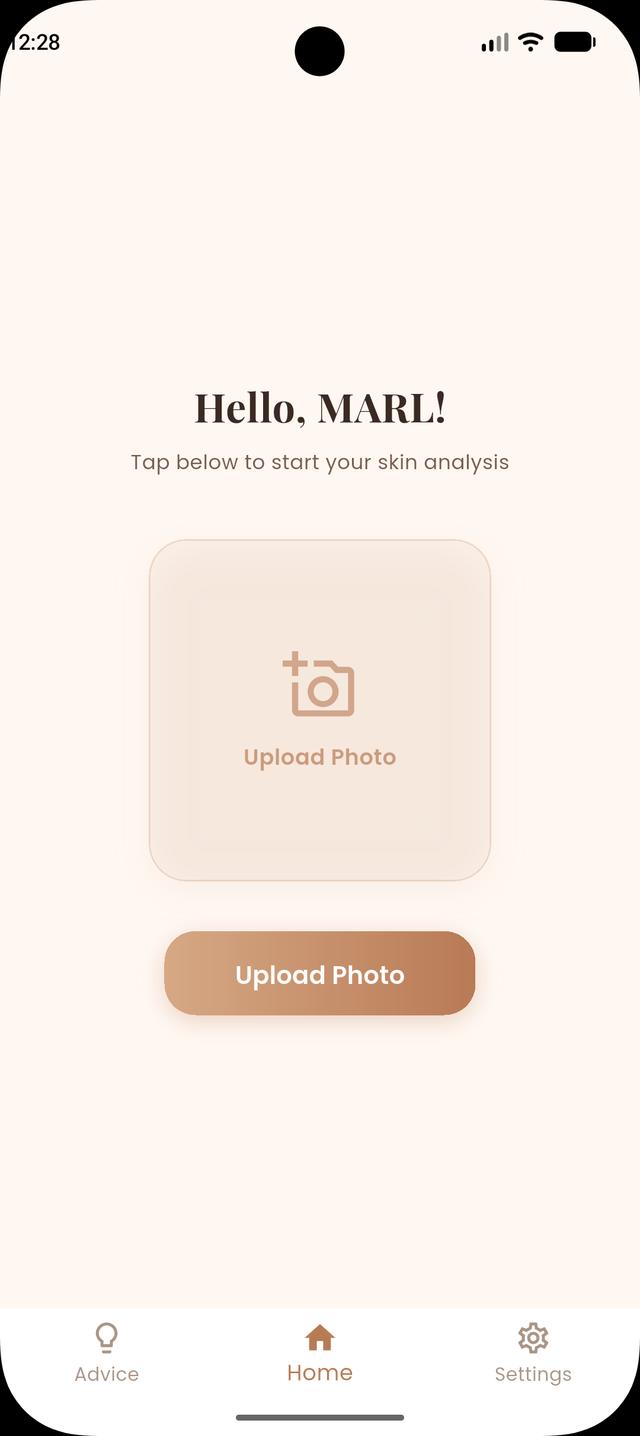 12:28
Hello, MARL!
Tap below to start your skin analysis
Upload Photo
Upload Photo
Advice
Home
Settings